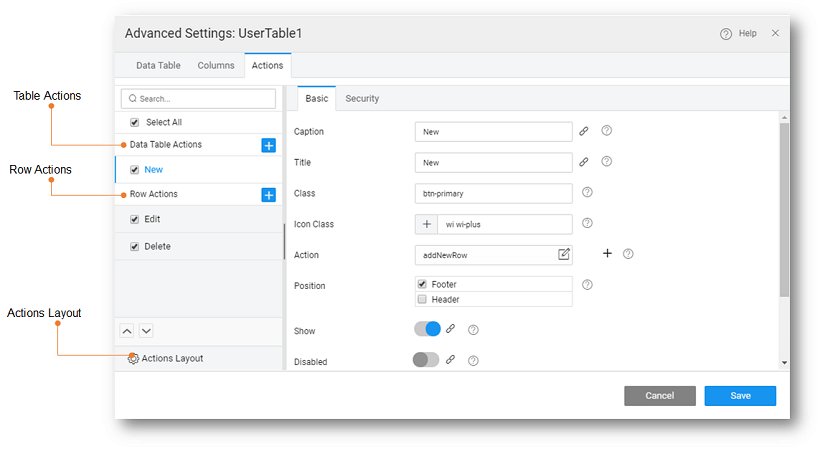 Advanced Settings: UserTable1
Help
Data Table
Columns
Actions
Table Actions
Search...
Basic
Security
Select All
Caption
New
Data Table Actions
Title
New
Row Actions
New
Class
btn-primary
Row Actions
Edit
Icon Class
wi wi-plus
Delete
Action
addNewRow
Position
Footer
Header
Actions Layout
Show
Actions Layout
Disabled
Cancel
Save